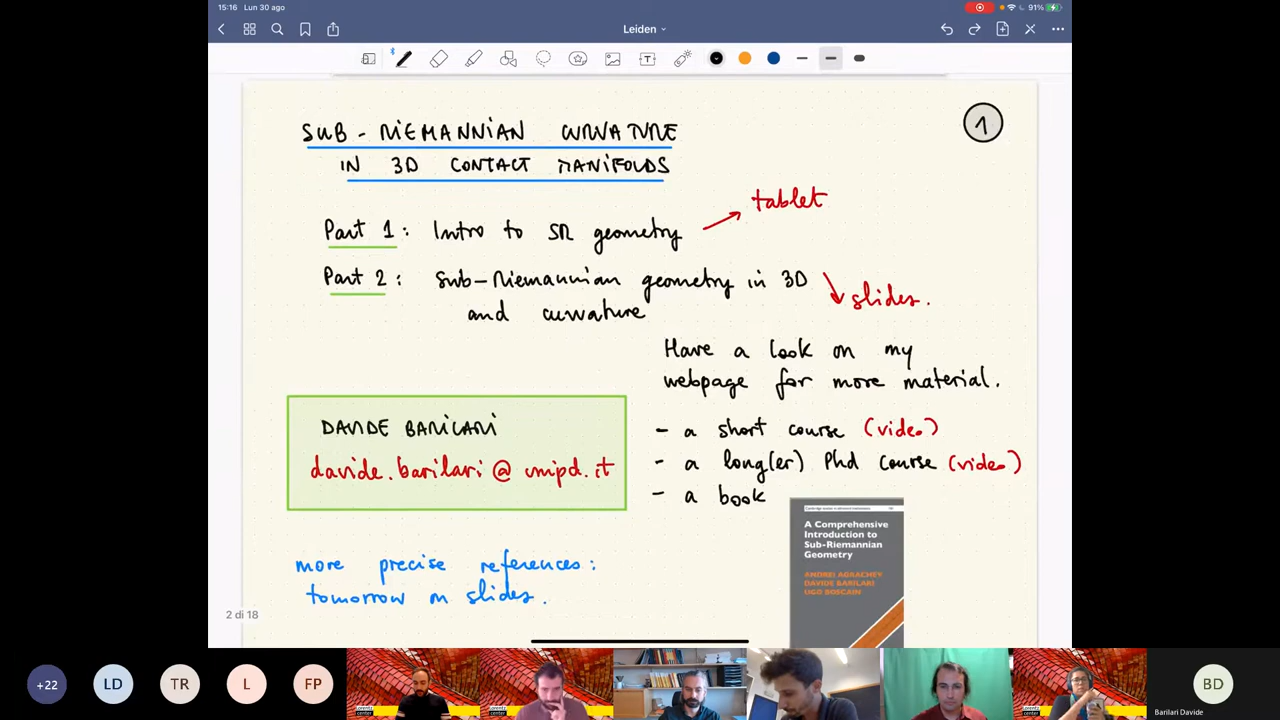 15:16 Lun 30 ago
91%
Leiden
1
SUB-RIEMANNIAN CURVATURE
IN 3D CONTACT MANIFOLDS
Part 1: Intro to SR geometry
tablet
Part 2: Sub-Riemannian geometry in 3D
and curvature
slides.
Have a look on my
webpage for more material.
- a short course (video)
- a long(er) Phd course (video)
- a book
DAVIDE BARILARI
davide.barilari@unipd.it
A Comprehensive
Introduction to
Sub-Riemannian
Geometry
ANDREI AGRACHEV
DAVIDE BARILARI
UGO BOSCAIN
more precise references:
tomorrow on slides.
2 di 18
+22
LD
TR
L
FP
BD
Barilari Davide